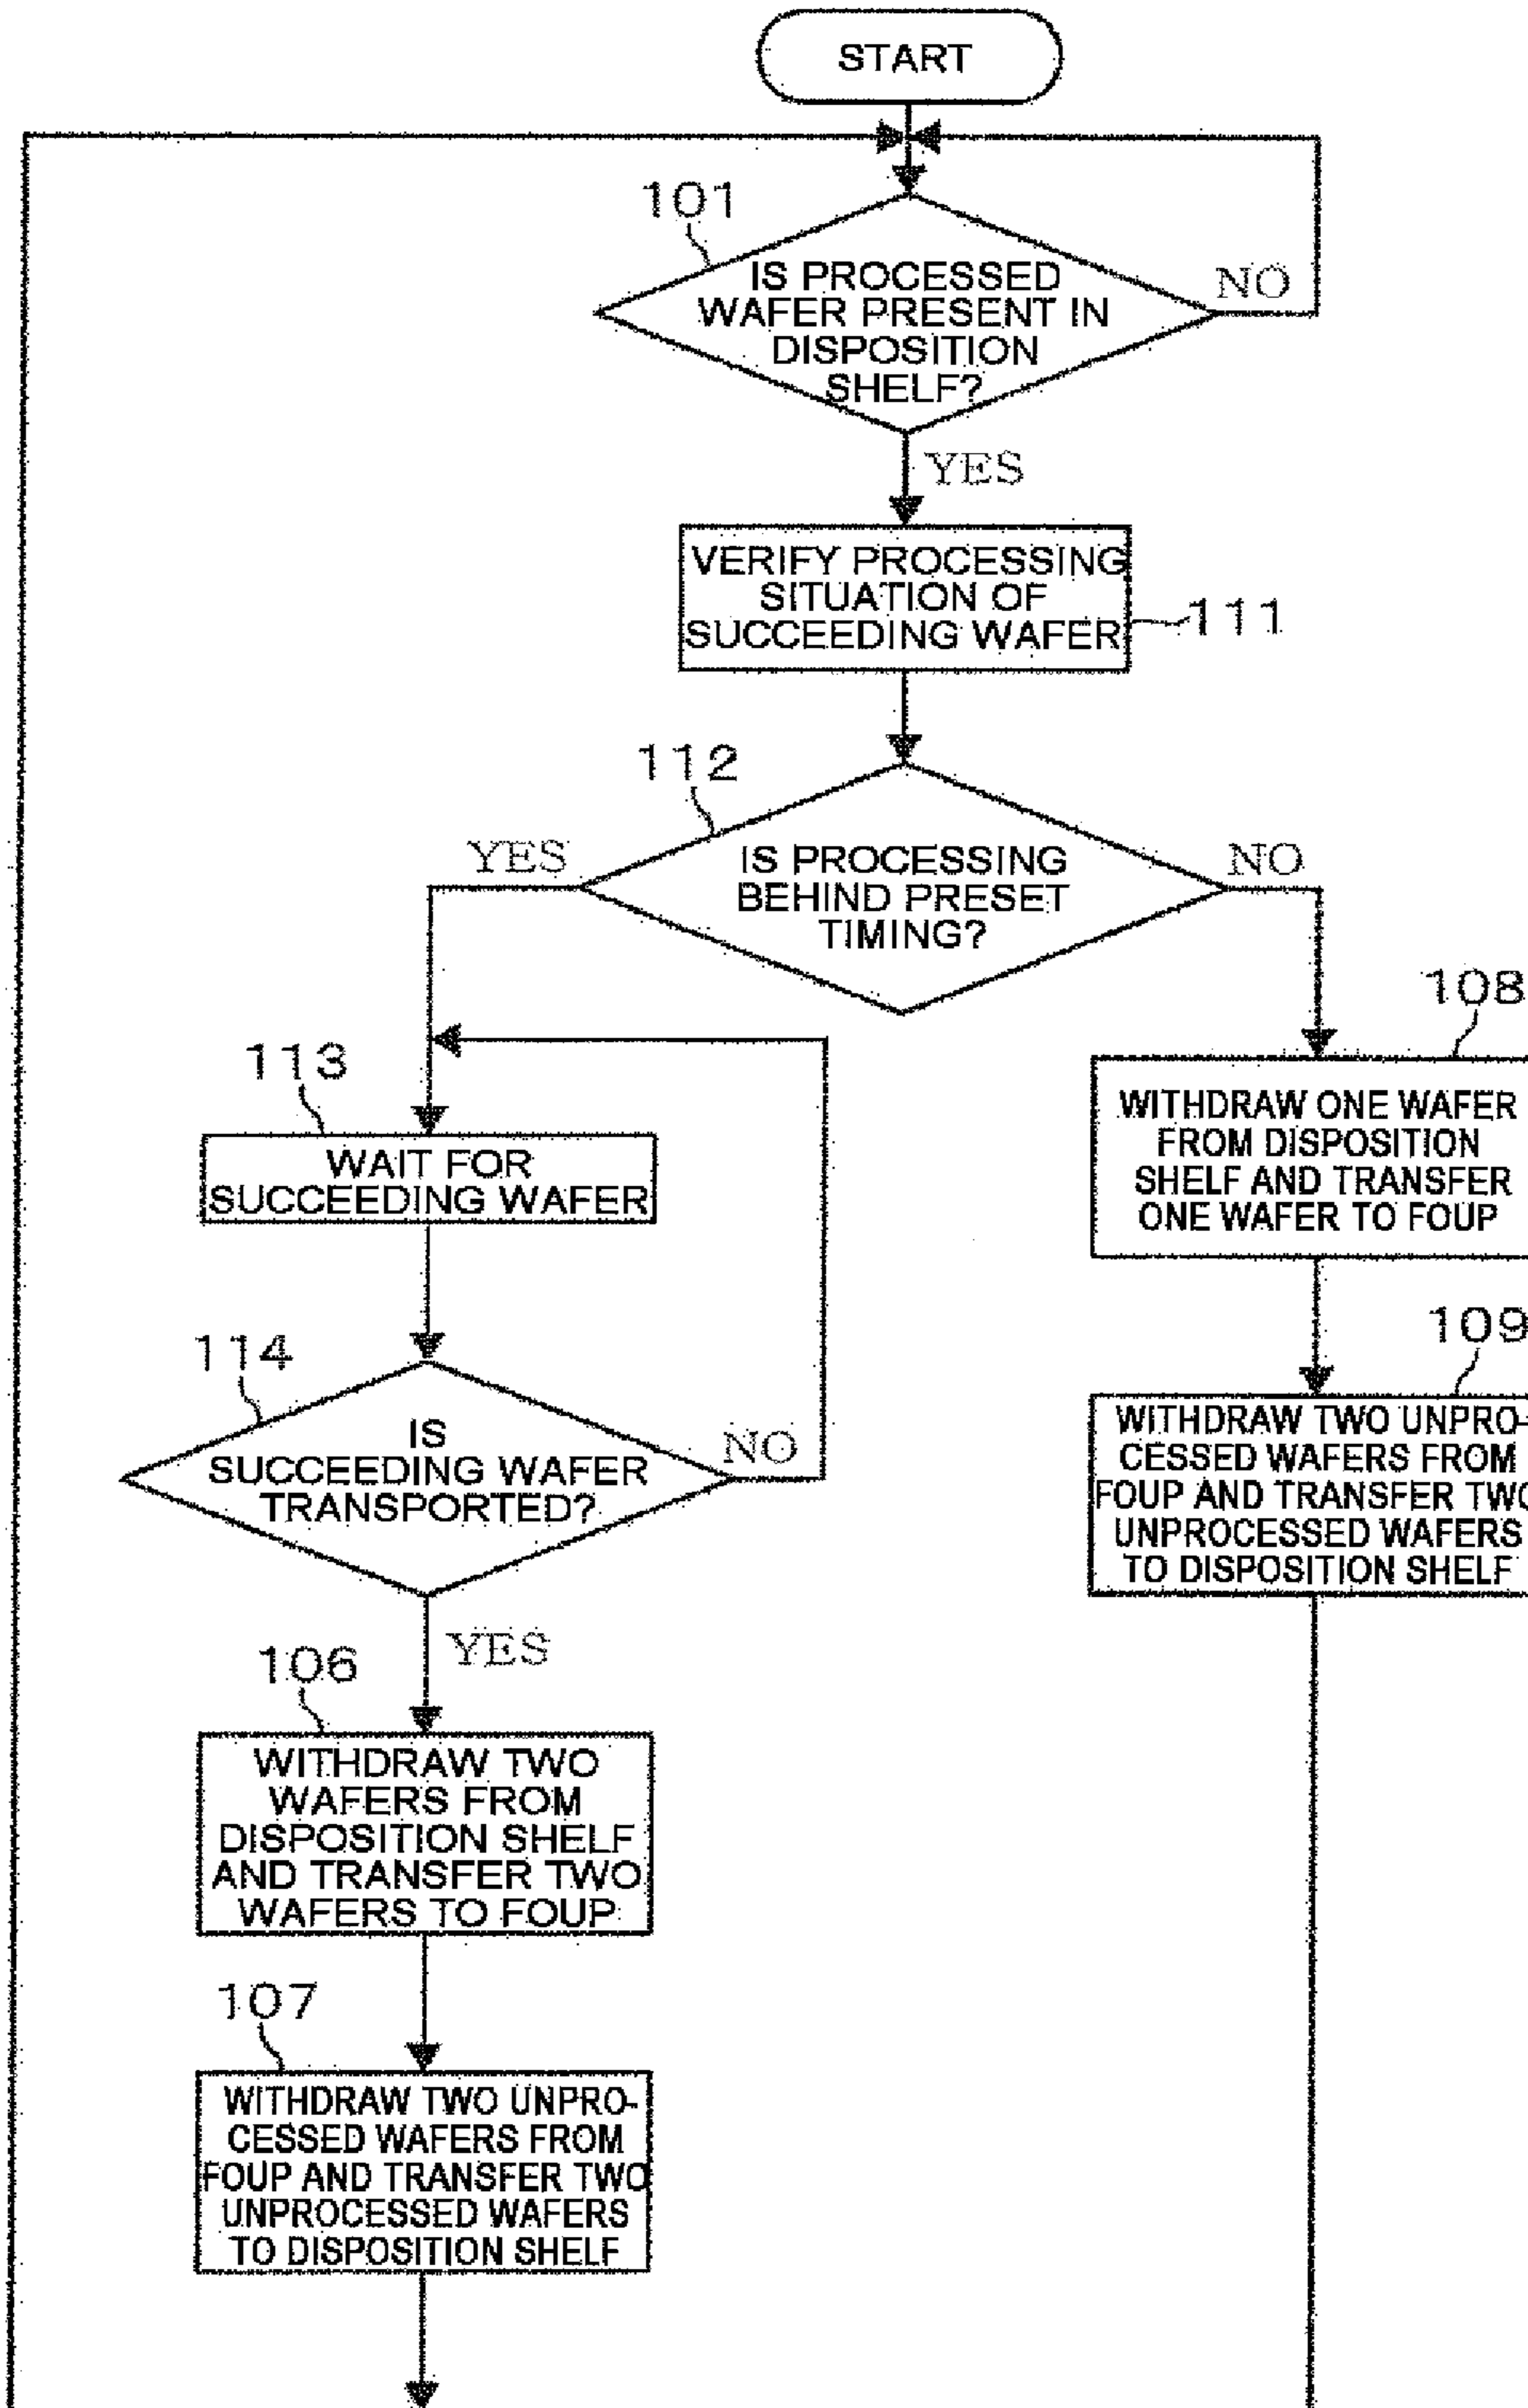 START
101
IS PROCESSED
WAFER PRESENT IN
DISPOSITION
SHELF?
NO
YES
VERIFY PROCESSING
SITUATION OF
SUCCEEDING WAFER
111
112
YES
IS PROCESSING
BEHIND PRESET
TIMING?
NO
108
WITHDRAW ONE WAFER
FROM DISPOSITION
SHELF AND TRANSFER
ONE WAFER TO FOUP
113
WAIT FOR
SUCCEEDING WAFER
109
WITHDRAW TWO UNPRO-
CESSED WAFERS FROM
FOUP AND TRANSFER TWO
UNPROCESSED WAFERS
TO DISPOSITION SHELF
114
IS
SUCCEEDING WAFER
TRANSPORTED?
NO
YES
106
WITHDRAW TWO
WAFERS FROM
DISPOSITION SHELF
AND TRANSFER TWO
WAFERS TO FOUP
107
WITHDRAW TWO UNPRO-
CESSED WAFERS FROM
FOUP AND TRANSFER TWO
UNPROCESSED WAFERS
TO DISPOSITION SHELF